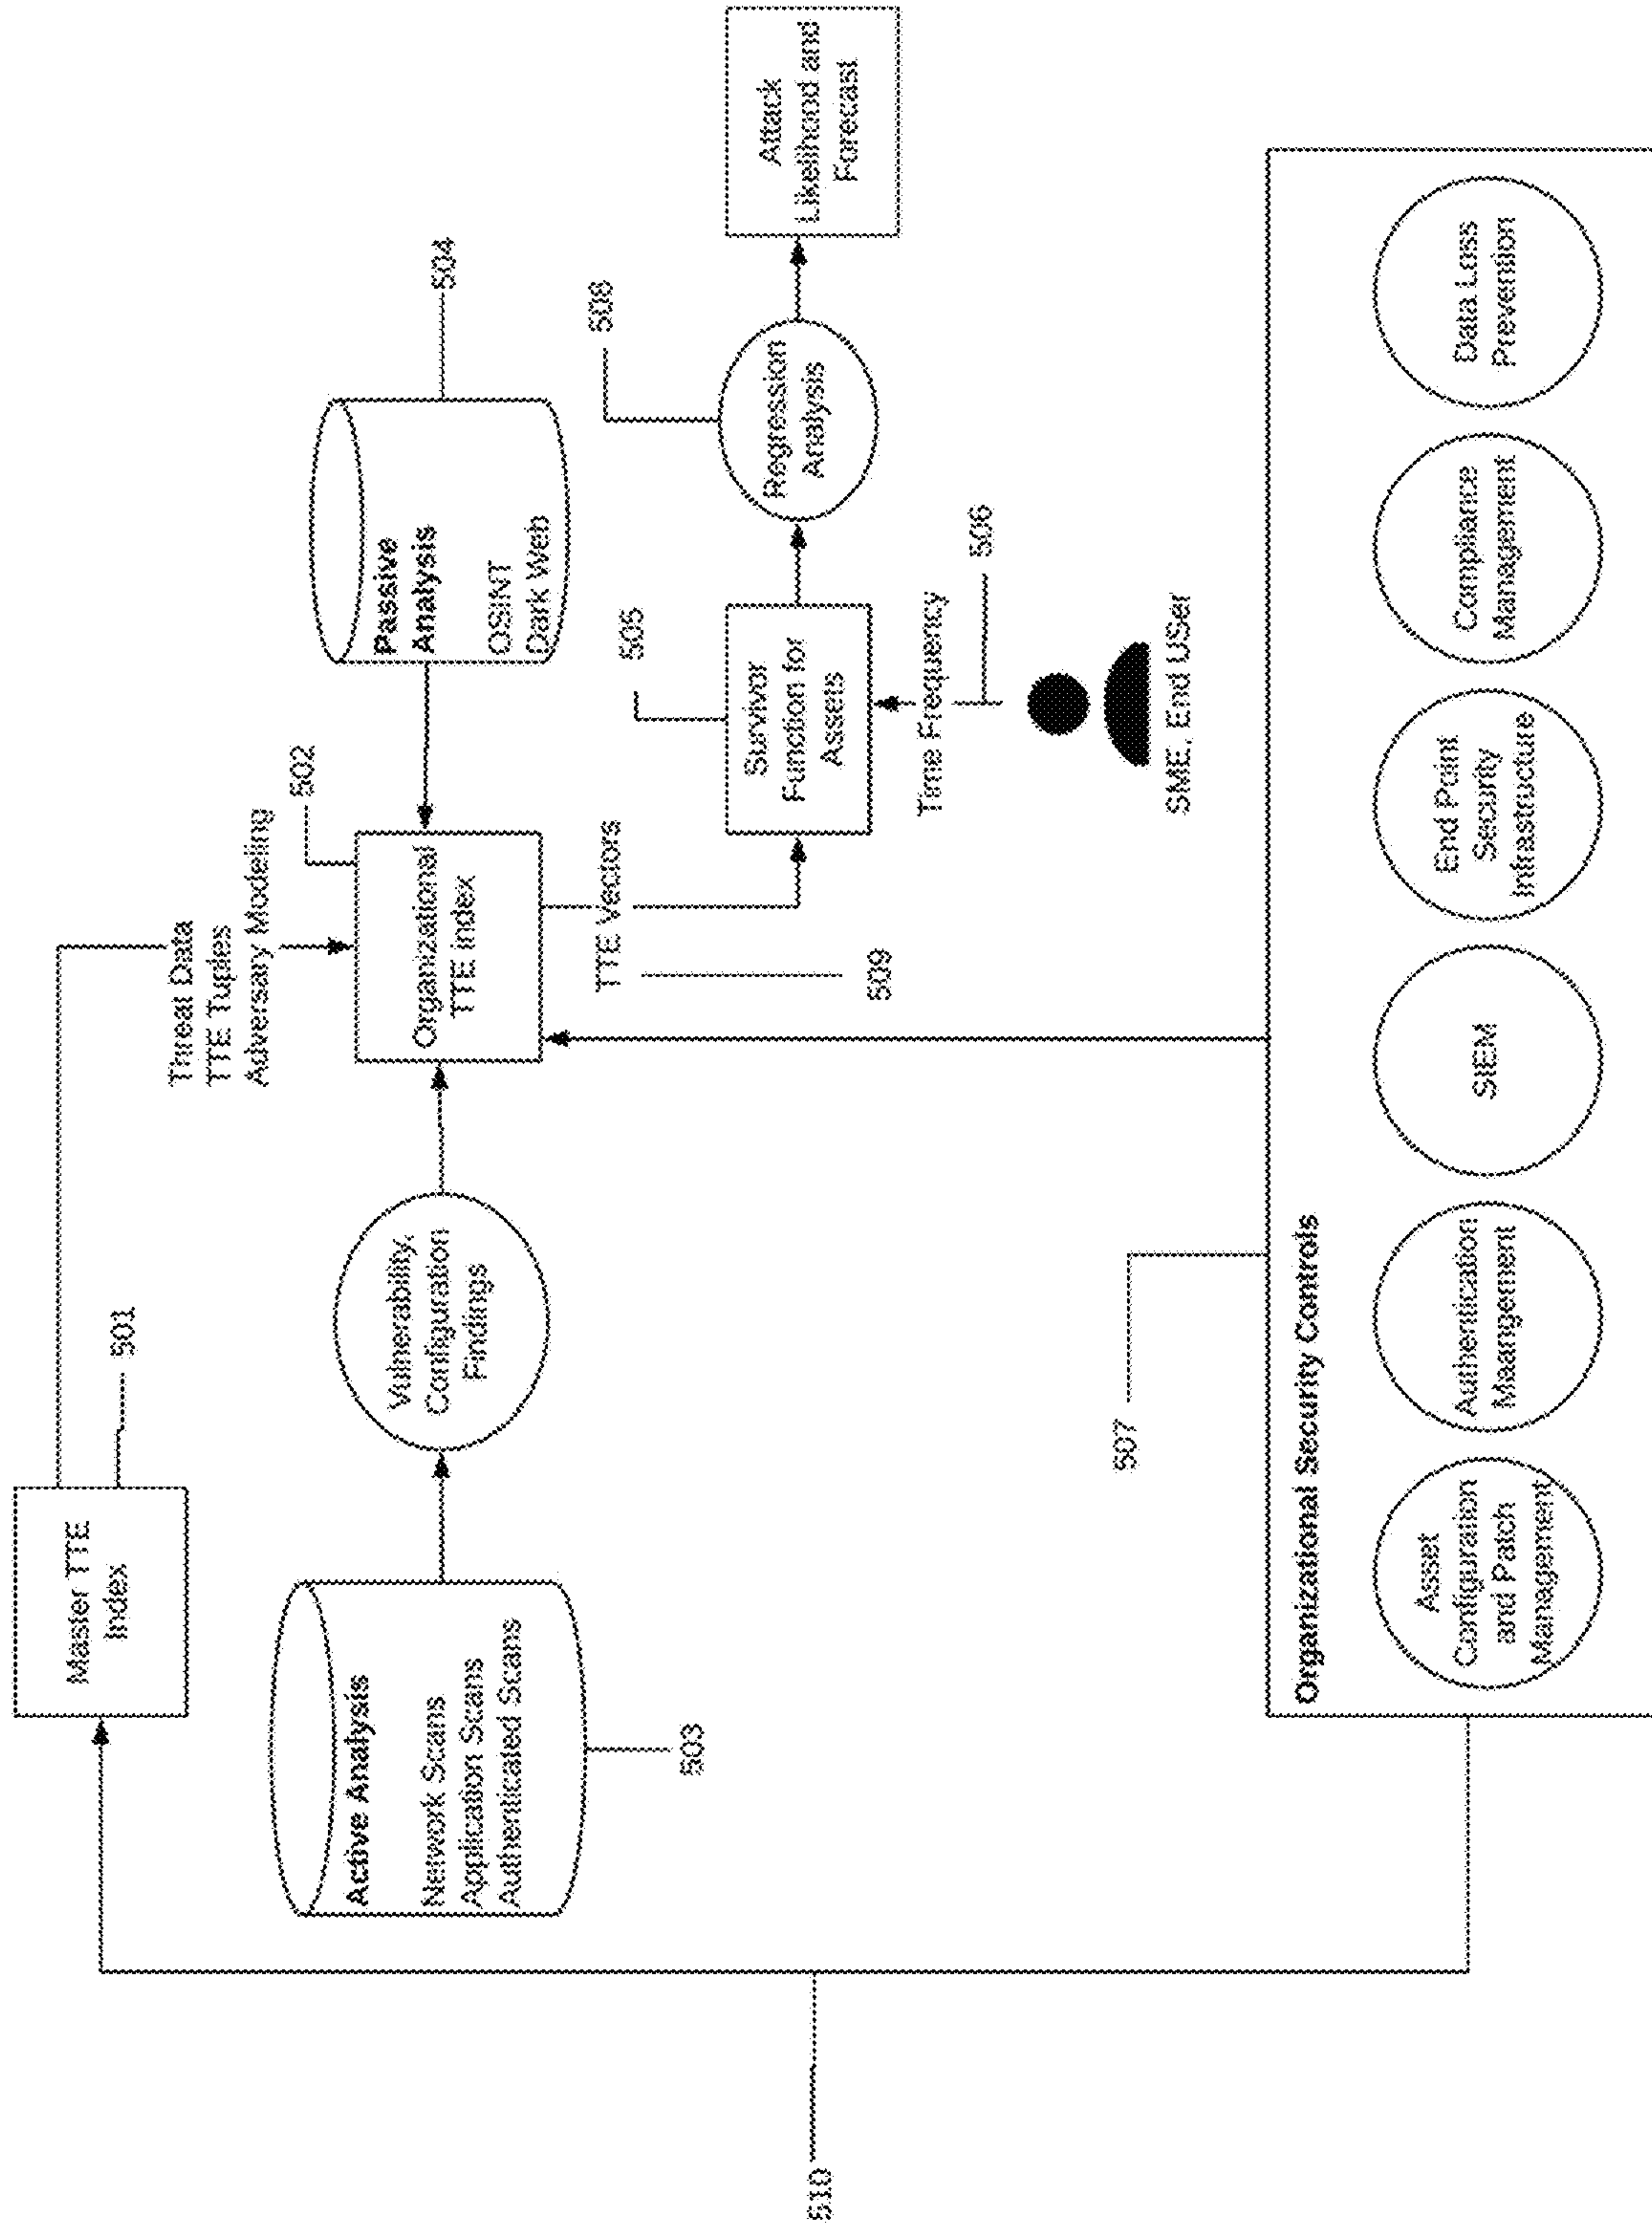 Master TTE
Index
501
Threat Data
TTE Tuples
Adversary Modeling
502
Active Analysis
Network Scans
Application Scans
Authenticated Scans
503
Vulnerability,
Configuration
Findings
Organizational
TTE index
Passive
Analysis
OSINT
Dark Web
504
TTE Vectors
509
505
Survivor
Function for
Assets
508
Regression
Analysis
Attack
Likelihood and
Forecast
Time Frequency
506
SME, End USer
510
507
Organizational Security Controls
Asset
Configuration
and Patch
Management
Authentication
Maangement
SIEM
End Point
Security
Infrastructure
Compliance
Management
Data Loss
Prevention